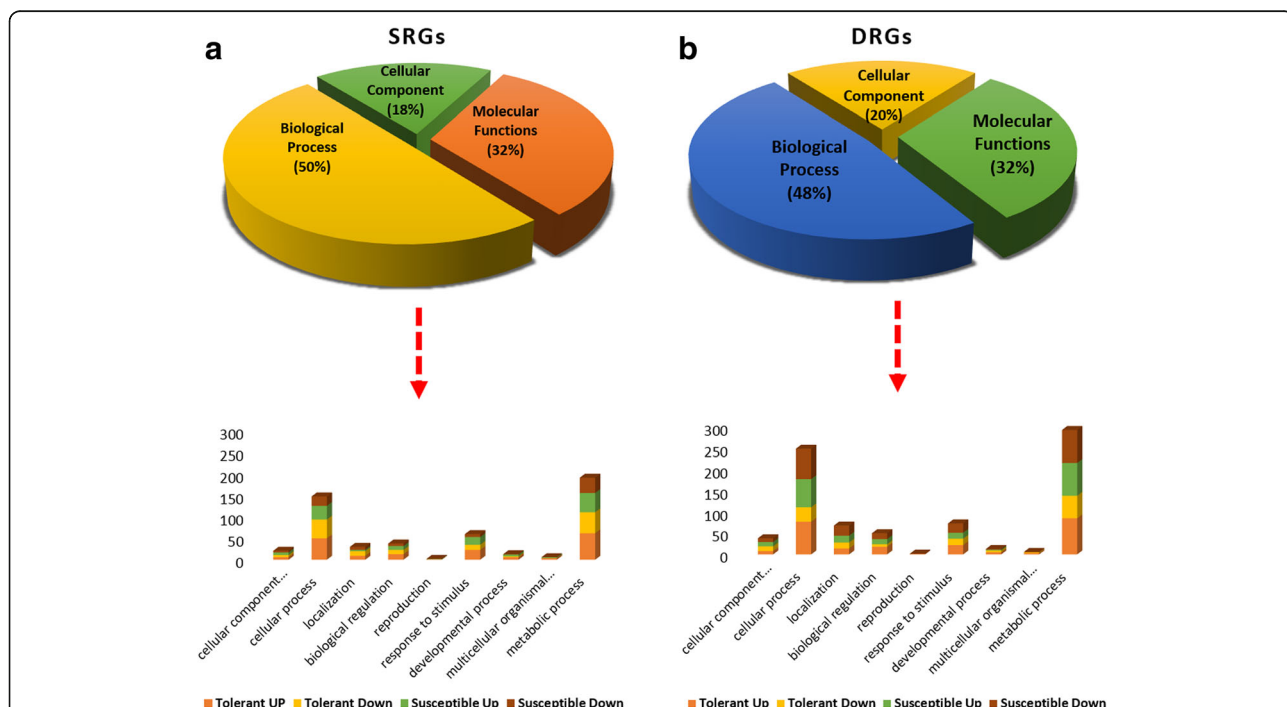 a
SRGs
Cellular
Component
(18%)
Molecular
Functions
(32%)
Biological
Process
(50%)
b
DRGs
Cellular
Component
(20%)
Molecular
Functions
(32%)
Biological
Process
(48%)
300
250
200
150
100
50
0
cellular component...
cellular process
localization
biological regulation
reproduction
response to stimulus
developmental process
multicellular organismal...
metabolic process
Tolerant UP Tolerant Down Susceptible Up Susceptible Down
300
250
200
150
100
50
0
cellular component...
cellular process
localization
biological regulation
reproduction
response to stimulus
developmental process
multicellular organismal...
metabolic process
Tolerant Up Tolerant Down Susceptible Up Susceptible Down